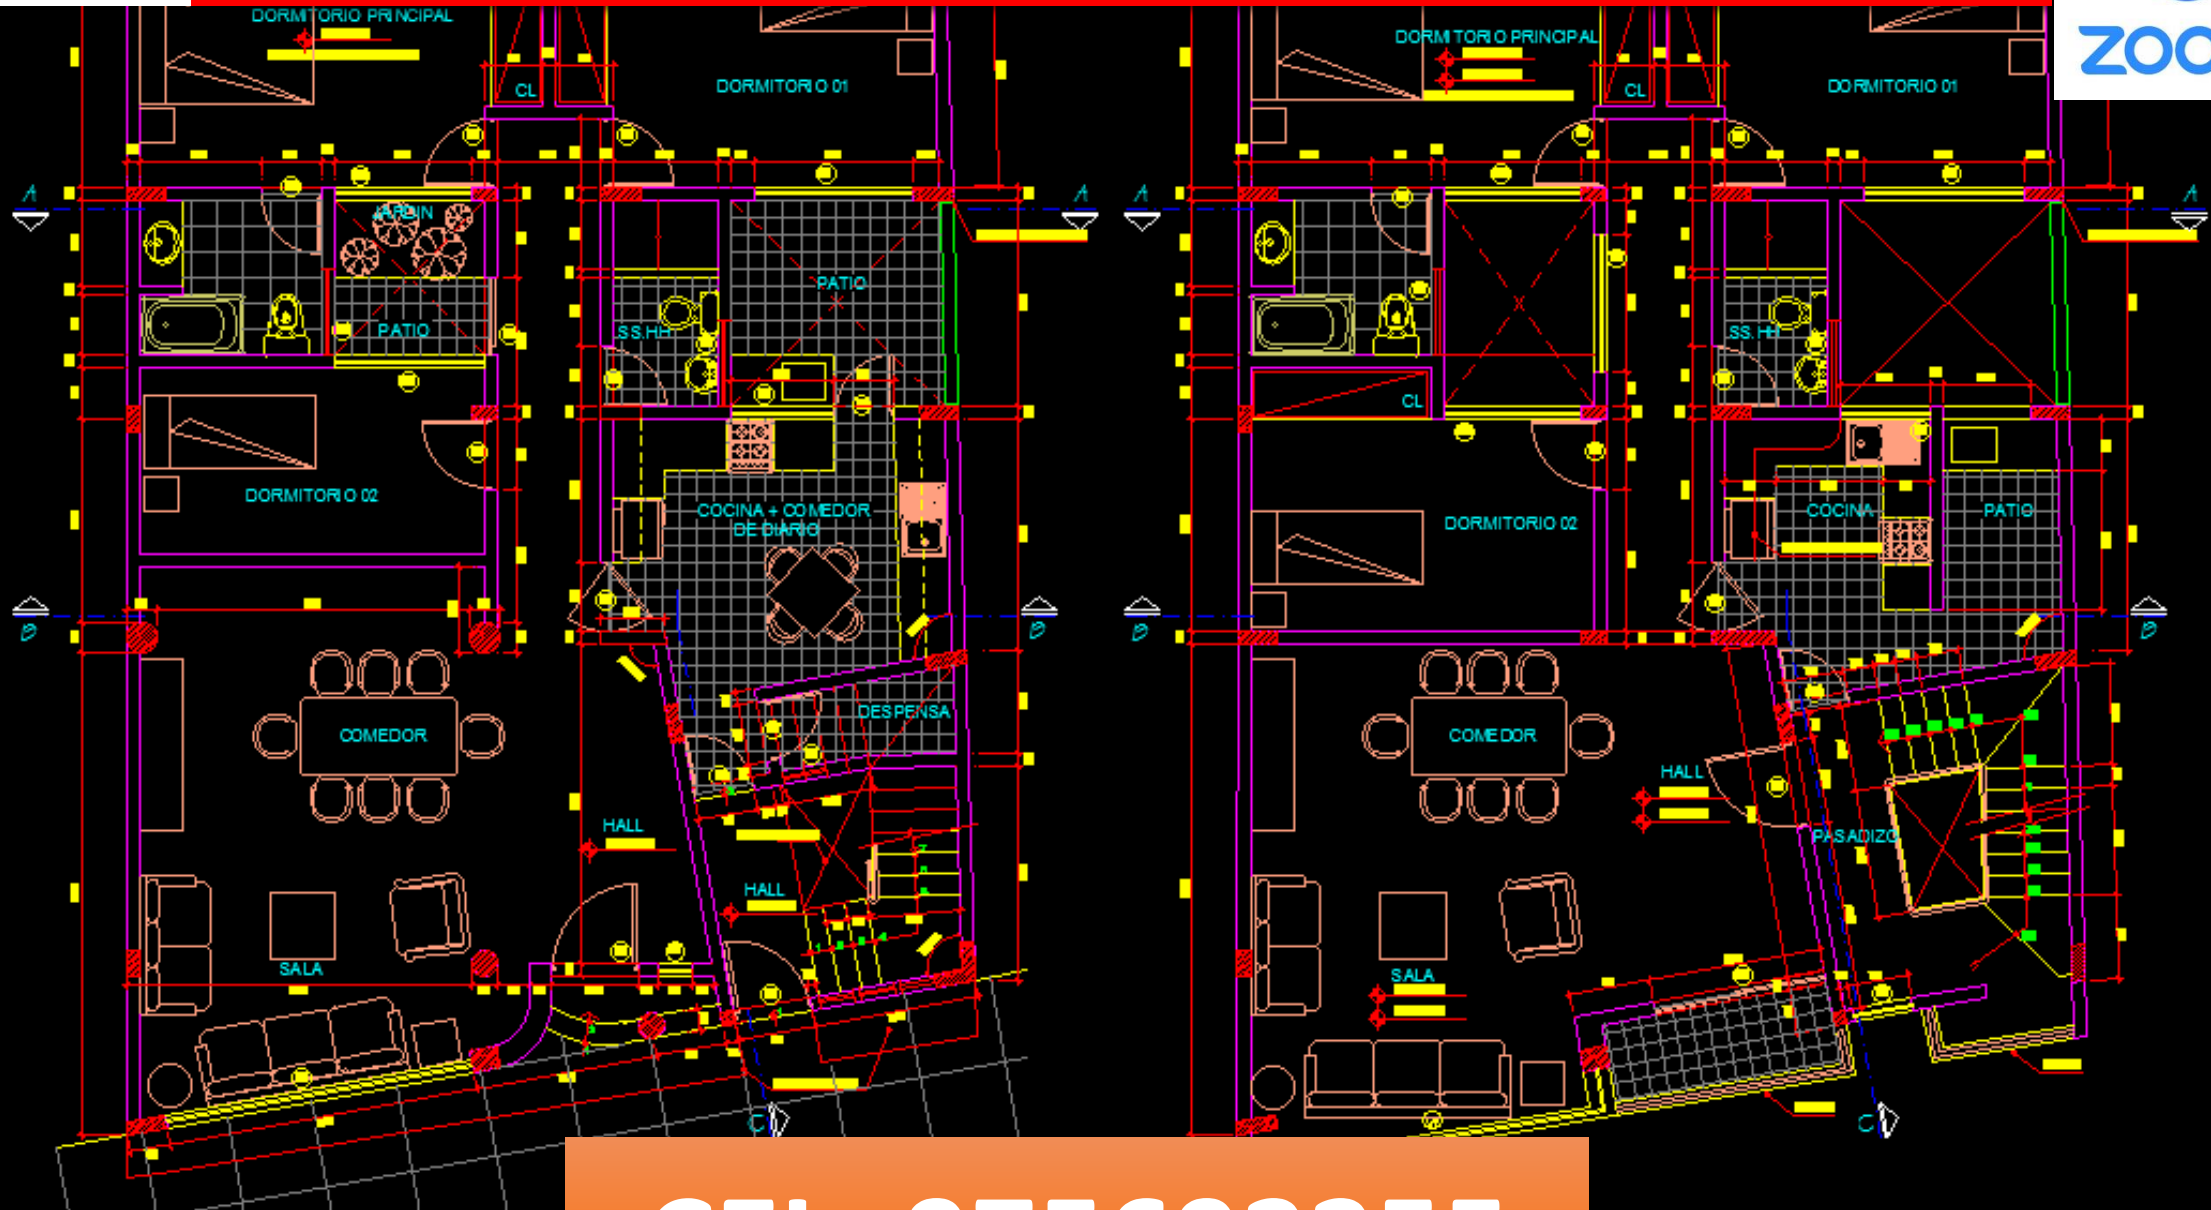 DORMITORIO PRINCIPAL
CL
DORMITORIO 01
A
A
JARDIN
PATIO
PATIO
SS.HH
DORMITORIO 02
COCINA + COMEDOR
DE DIARIO
B
B
COMEDOR
DESPENSA
HALL
HALL
SALA
C
DORMITORIO PRINCIPAL
CL
DORMITORIO 01
A
A
SS.HH
CL
DORMITORIO 02
COCINA
PATIO
B
B
COMEDOR
HALL
PASADIZO
SALA
C